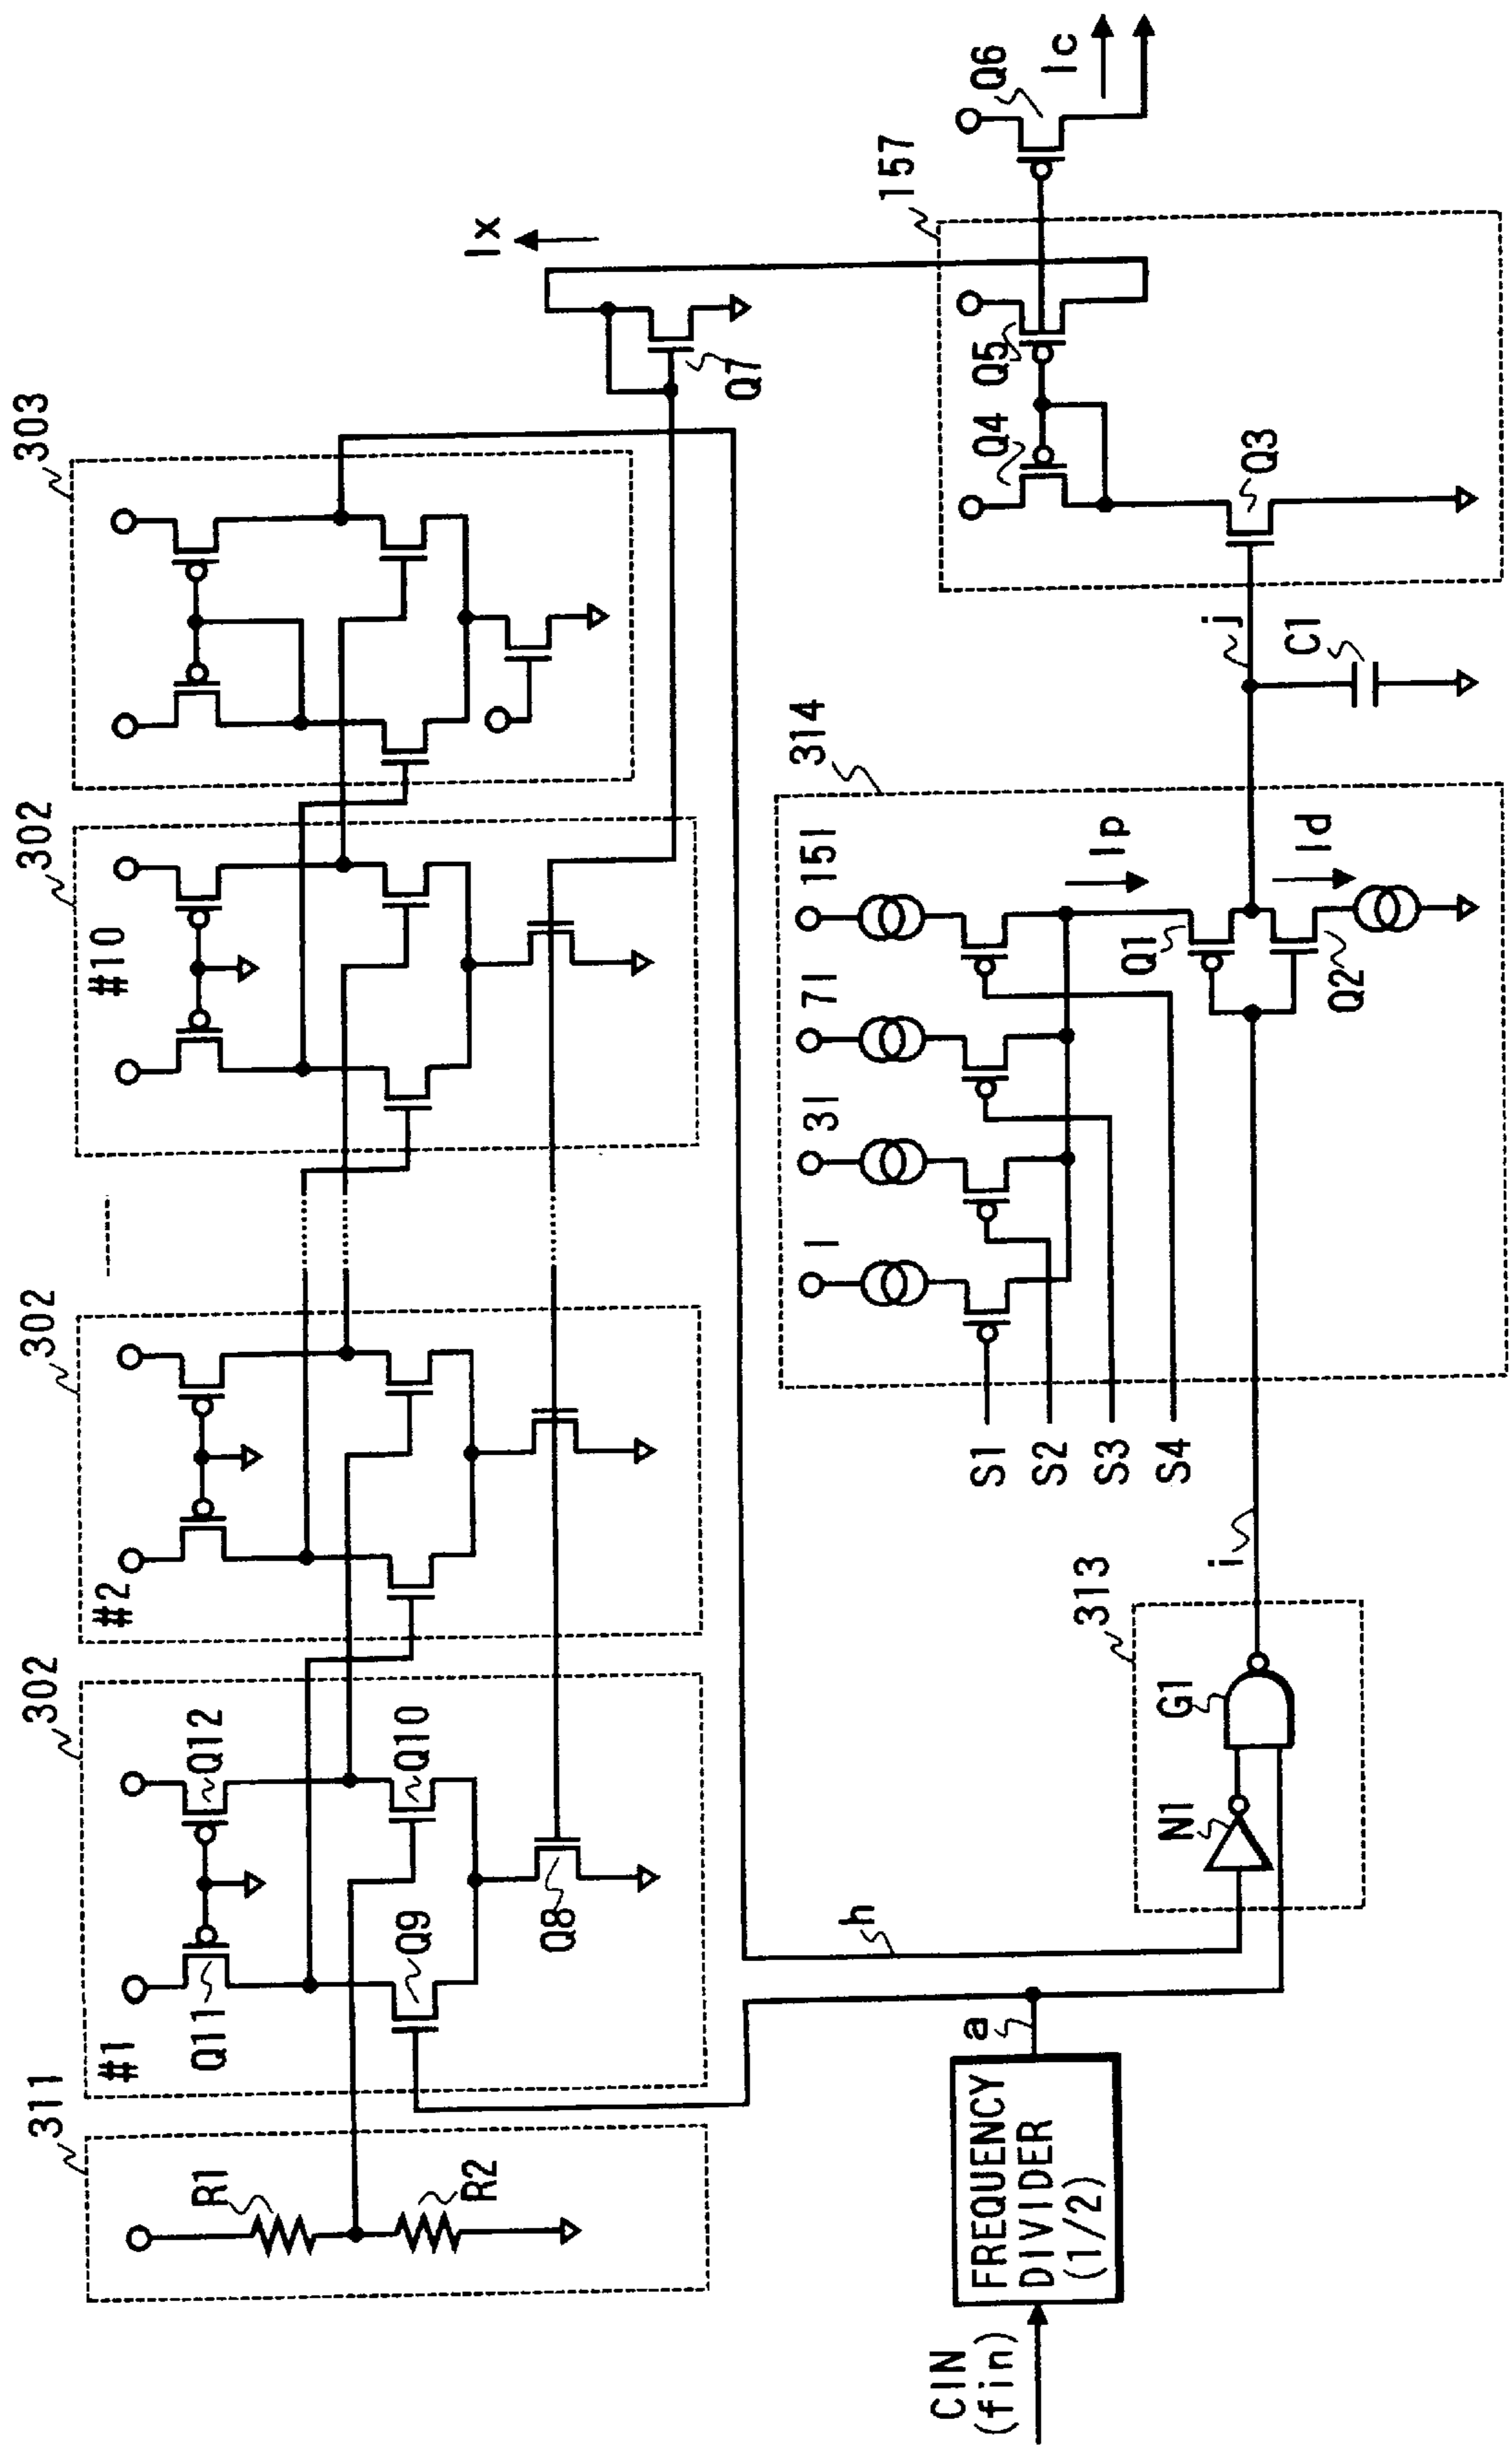 311
R1
R2
302
#1
Q11
Q12
Q9
Q10
Q8
302
#2
302
#10
303
Q7
Ix
CIN
(fin)
FREQUENCY
DIVIDER
(1/2)
a
h
313
N1
G1
i
S1
S2
S3
S4
314
I
3I
7I
15I
Ip
Q1
Id
Q2
j
C1
157
Q4
Q5
Q3
Q6
Ic